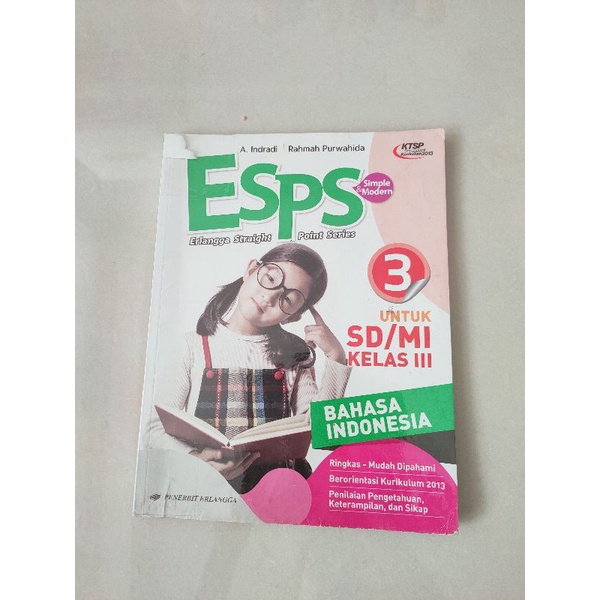 A. Indradi | Rahmah Purwahida
KTSP
Kurikulum2013
ESPS
Simple
& Modern
Erlangga Straight Point Series
3
UNTUK
SD/MI
KELAS III
BAHASA
INDONESIA
Ringkas - Mudah Dipahami
Berorientasi Kurikulum 2013
Penilaian Pengetahuan,
Keterampilan, dan Sikap
PENERBIT ERLANGGA